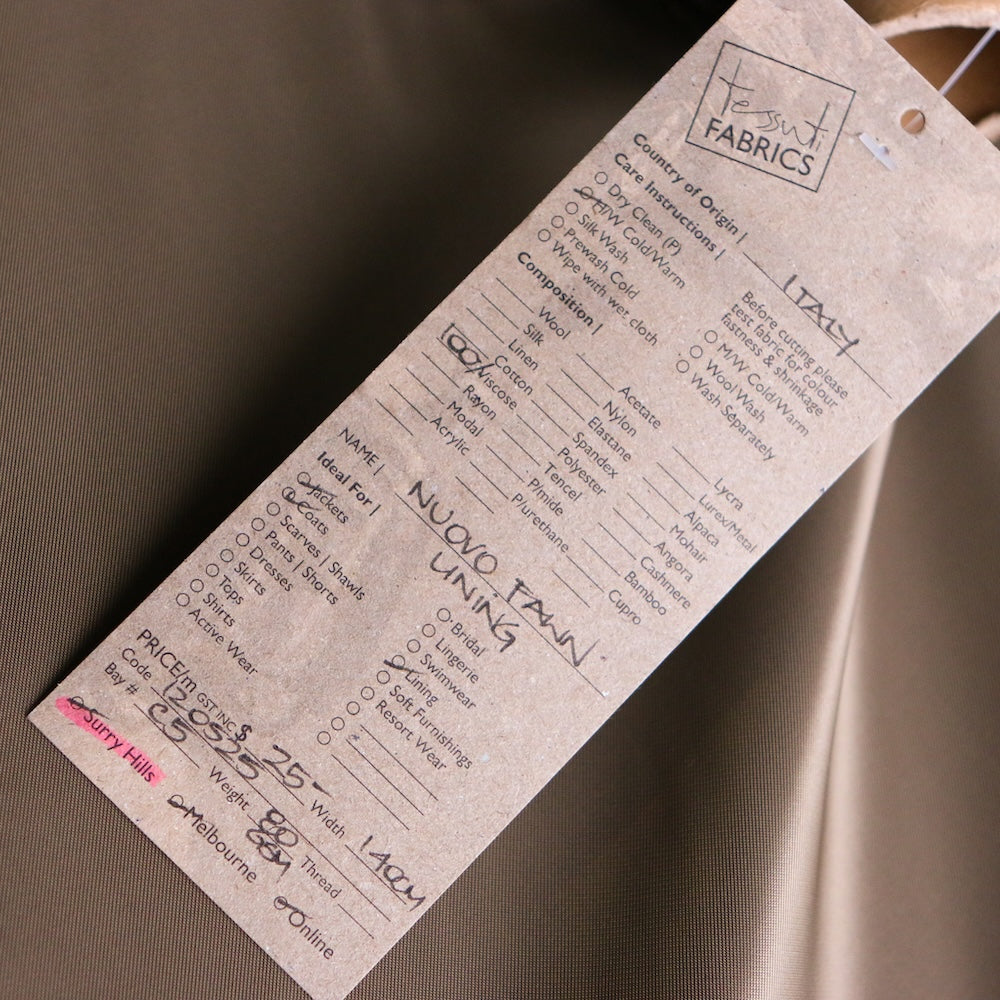 tessuti
FABRICS
Country of Origin | ITALY
Care Instructions |
Dry Clean (P)
H/W Cold/Warm
Silk Wash
Prewash Cold
Wipe with wet cloth
Before cutting please
test fabric for colour
fastness & shrinkage
M/W Cold/Warm
Wool Wash
Wash Separately
Composition |
Wool
Silk
Linen
Cotton
100% Viscose
Rayon
Modal
Acrylic
Acetate
Nylon
Elastane
Spandex
Polyester
Tencel
P/mide
P/urethane
Lycra
Lurex/Metal
Alpaca
Mohair
Angora
Cashmere
Bamboo
Cupro
NAME | NUOVO FAWN
LINING
Ideal For |
Jackets
Coats
Scarves | Shawls
Pants | Shorts
Dresses
Skirts
Tops
Shirts
Active Wear
Bridal
Lingerie
Swimwear
Lining
Soft Furnishings
Resort Wear
PRICE/m GST INC. $ 25- Width 140CM
Code 120525 Weight 80 GSM Thread
Bay # C5
Surry Hills
Melbourne
Online